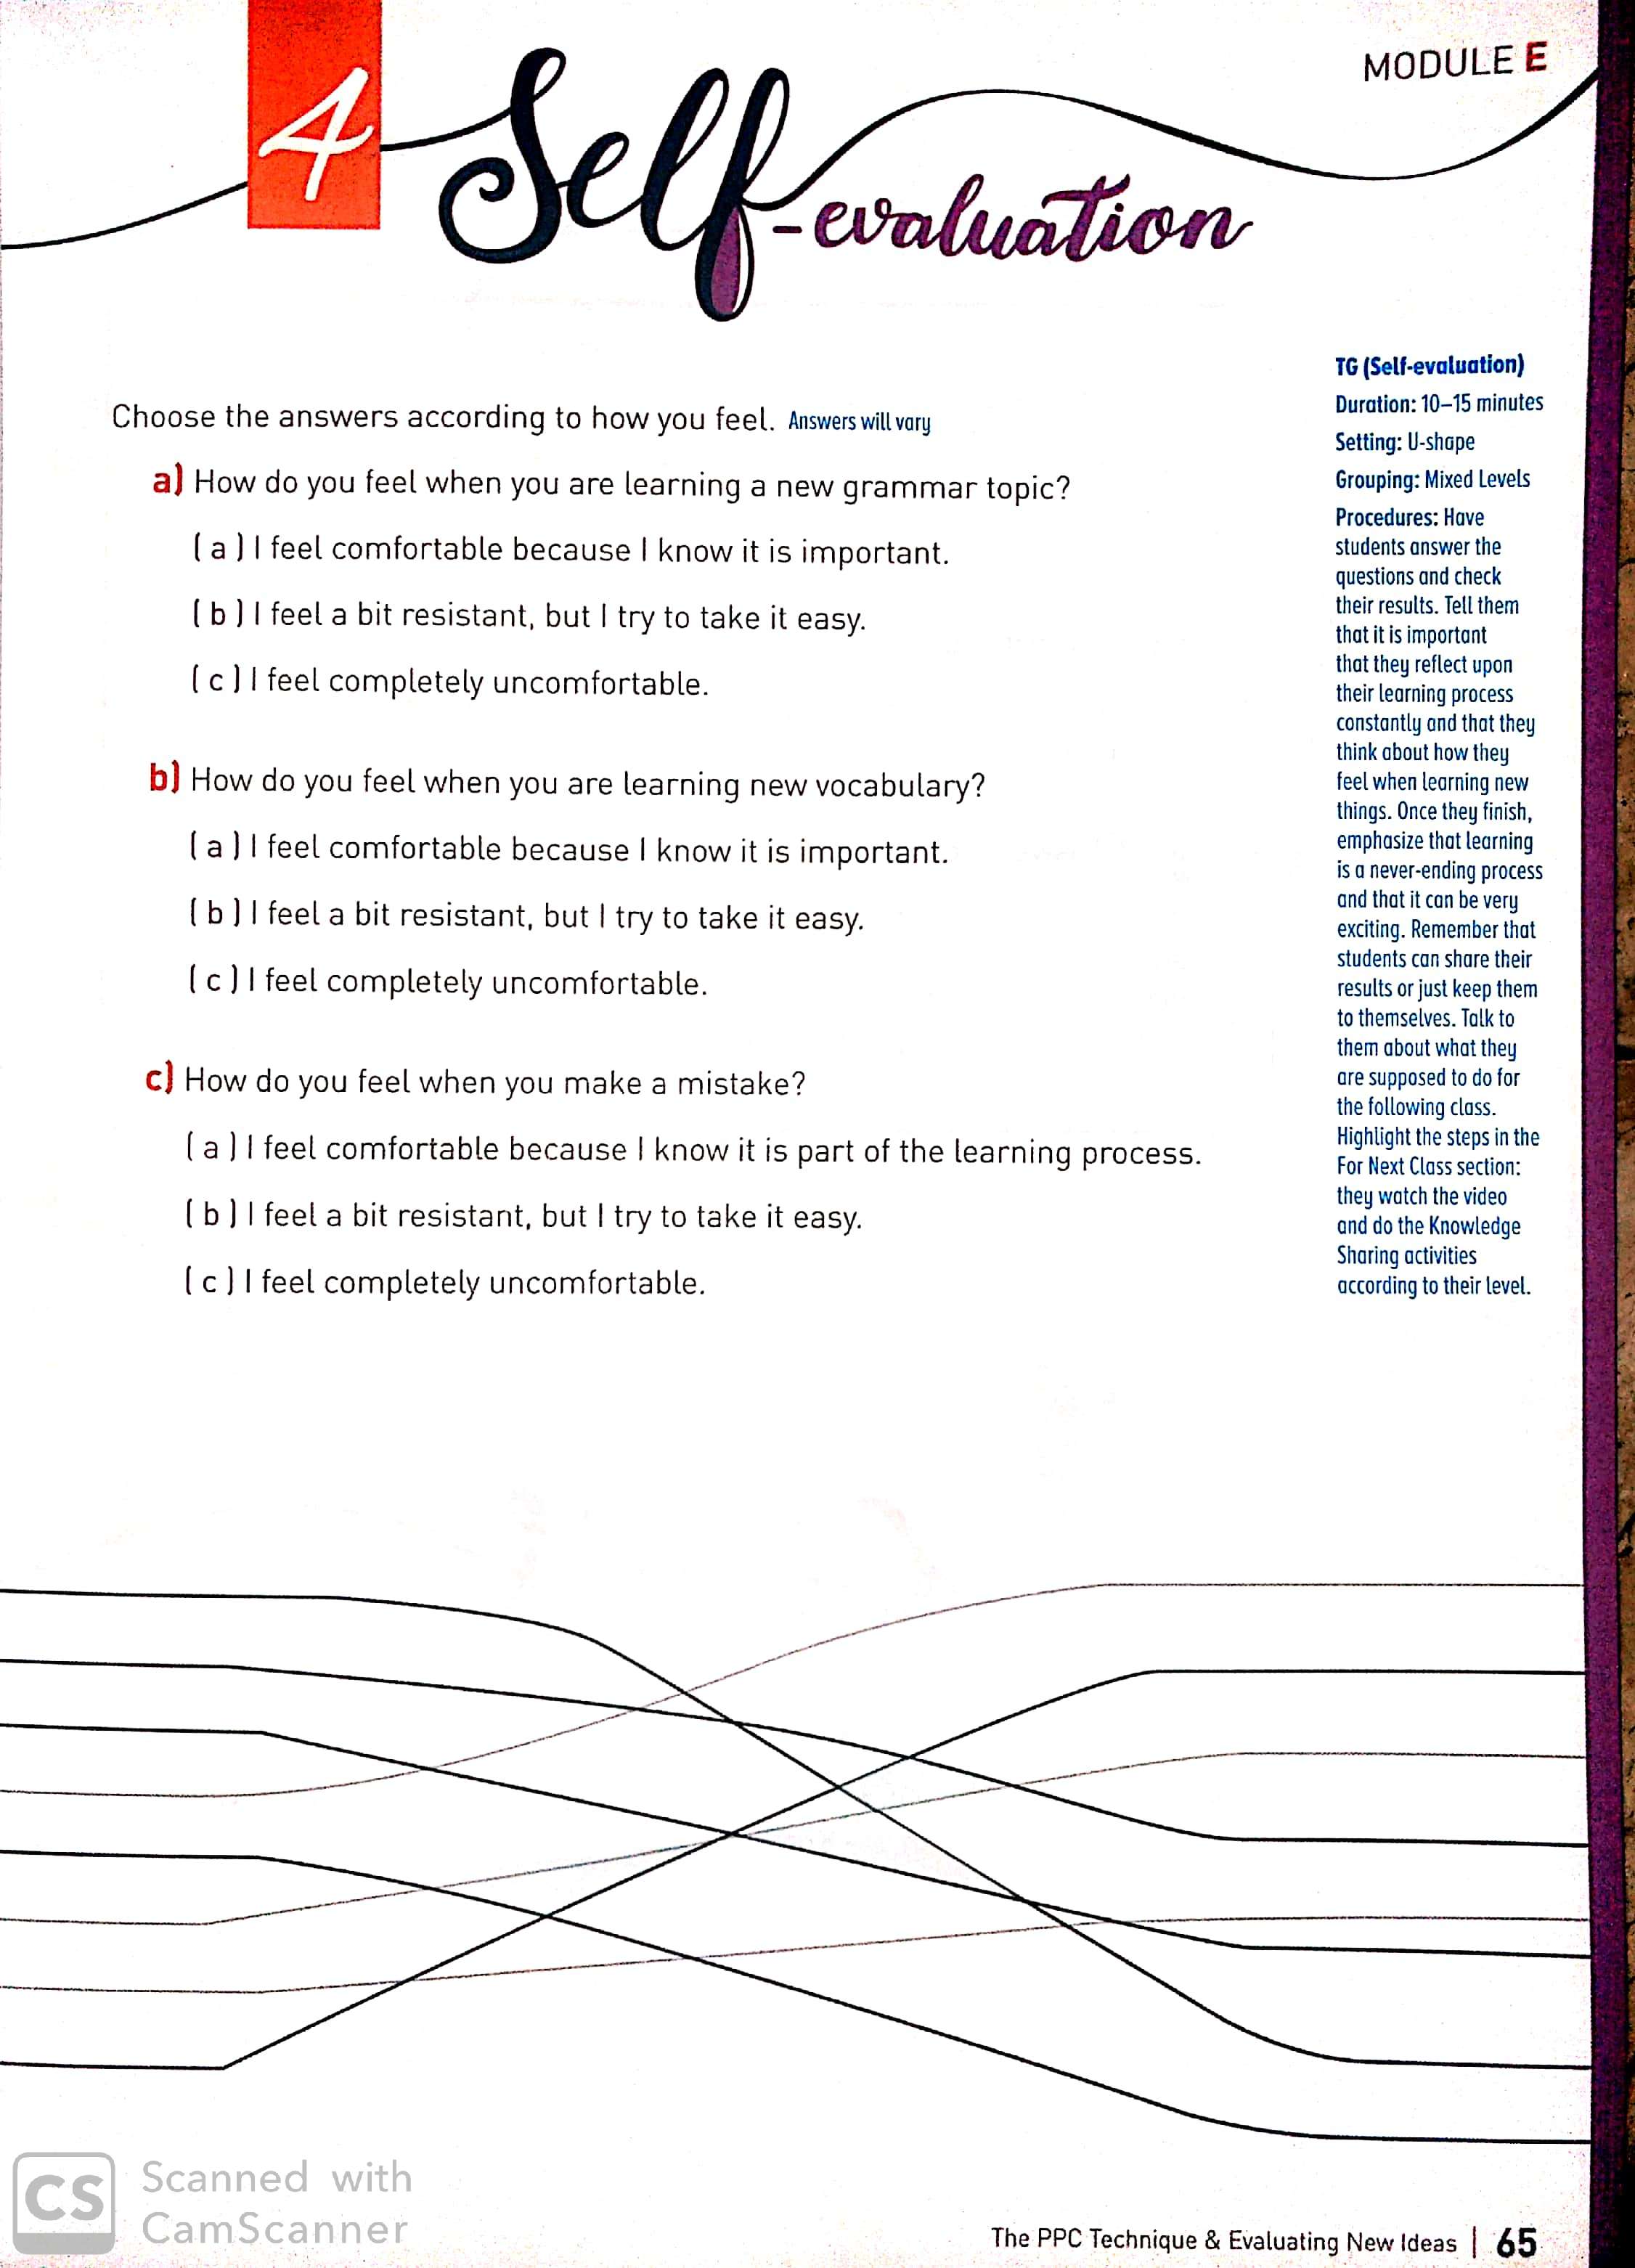 MODULE E
4 Self-evaluation
Choose the answers according to how you feel. Answers will vary
a) How do you feel when you are learning a new grammar topic?
( a ) I feel comfortable because I know it is important.
( b ) I feel a bit resistant, but I try to take it easy.
( c ) I feel completely uncomfortable.
b) How do you feel when you are learning new vocabulary?
( a ) I feel comfortable because I know it is important.
( b ) I feel a bit resistant, but I try to take it easy.
( c ) I feel completely uncomfortable.
c) How do you feel when you make a mistake?
( a ) I feel comfortable because I know it is part of the learning process.
( b ) I feel a bit resistant, but I try to take it easy.
( c ) I feel completely uncomfortable.
TG (Self-evaluation)
Duration: 10–15 minutes
Setting: U-shape
Grouping: Mixed Levels
Procedures: Have
students answer the
questions and check
their results. Tell them
that it is important
that they reflect upon
their learning process
constantly and that they
think about how they
feel when learning new
things. Once they finish,
emphasize that learning
is a never-ending process
and that it can be very
exciting. Remember that
students can share their
results or just keep them
to themselves. Talk to
them about what they
are supposed to do for
the following class.
Highlight the steps in the
For Next Class section:
they watch the video
and do the Knowledge
Sharing activities
according to their level.
CS Scanned with
CamScanner
The PPC Technique & Evaluating New Ideas | 65